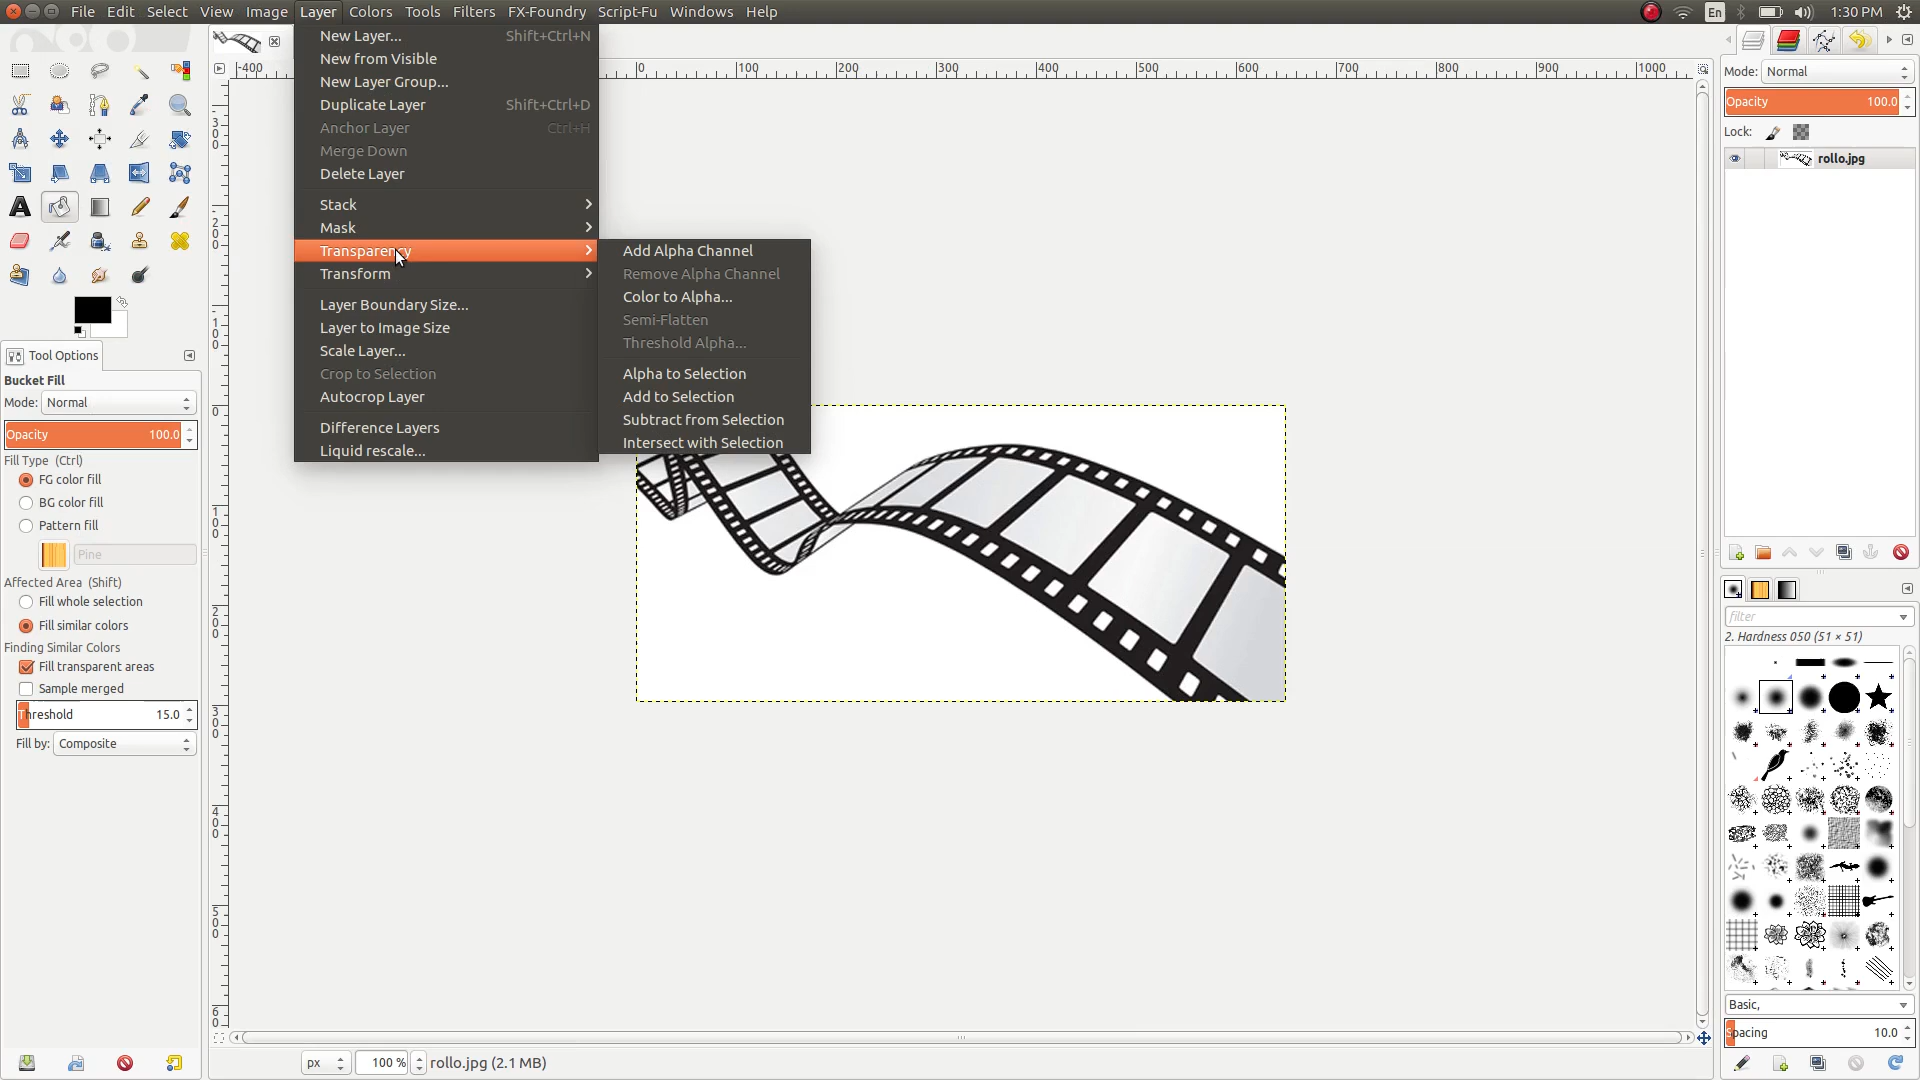 File Edit Select View Image Layer Colors Tools Filters FX-Foundry Script-Fu Windows Help
En 1:30 PM
New Layer... Shift+Ctrl+N
New from Visible
New Layer Group...
Duplicate Layer Shift+Ctrl+D
Anchor Layer Ctrl+H
Merge Down
Delete Layer
Stack
Mask
Transparency
Transform
Layer Boundary Size...
Layer to Image Size
Scale Layer...
Crop to Selection
Autocrop Layer
Difference Layers
Liquid rescale...
Add Alpha Channel
Remove Alpha Channel
Color to Alpha...
Semi-Flatten
Threshold Alpha...
Alpha to Selection
Add to Selection
Subtract from Selection
Intersect with Selection
-400 0 100 200 300 400 500 600 700 800 900 1000
Tool Options
Bucket Fill
Mode: Normal
Opacity 100.0
Fill Type (Ctrl)
FG color fill
BG color fill
Pattern fill
Pine
Affected Area (Shift)
Fill whole selection
Fill similar colors
Finding Similar Colors
Fill transparent areas
Sample merged
Threshold 15.0
Fill by: Composite
px 100 % rollo.jpg (2.1 MB)
Mode: Normal
Opacity 100.0
Lock:
rollo.jpg
filter
2. Hardness 050 (51 × 51)
Basic,
Spacing 10.0